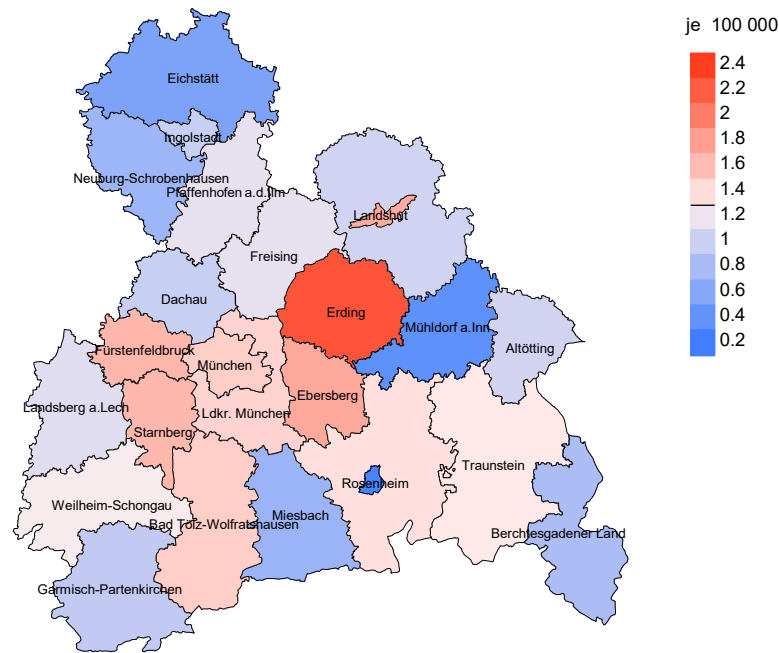 je 100 000
2.4
2.2
2
1.8
1.6
1.4
1.2
1
0.8
0.6
0.4
0.2
Eichstätt
Ingolstadt
Neuburg-Schrobenhausen
Pfaffenhofen a.d.Ilm
Landshut
Freising
Dachau
Erding
Mühldorf a.Inn
Altötting
Fürstenfeldbruck
München
Ebersberg
Landsberg a.Lech
Ldkr. München
Starnberg
Traunstein
Rosenheim
Weilheim-Schongau
Miesbach
Bad Tölz-Wolfratshausen
Berchtesgadener Land
Garmisch-Partenkirchen